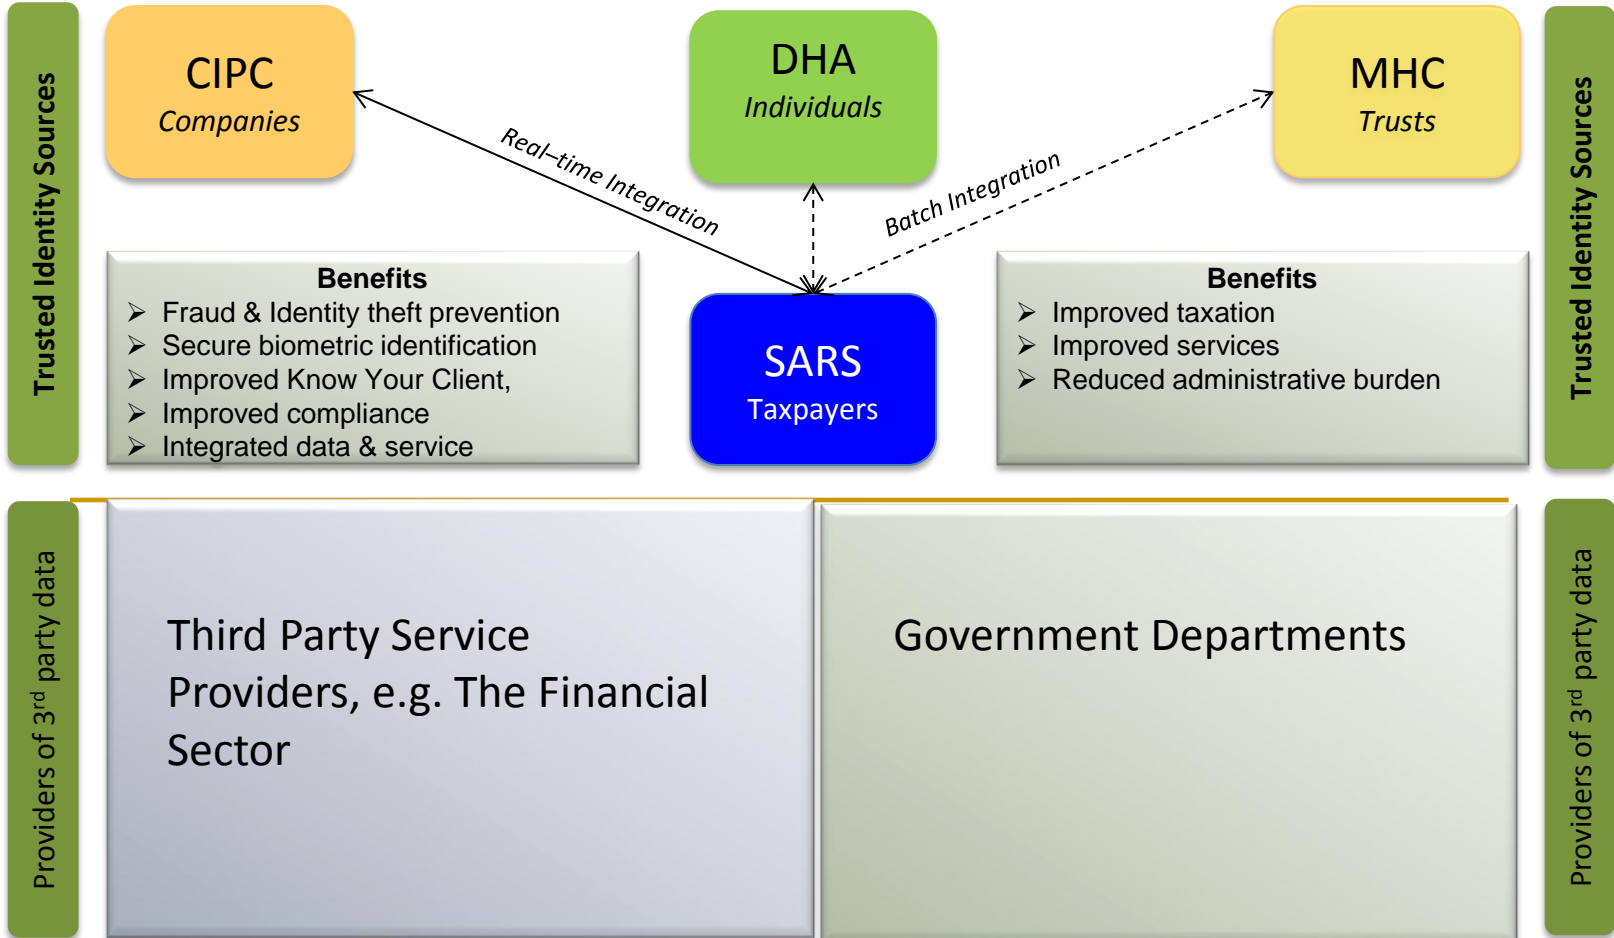 Trusted Identity Sources
CIPC
Companies
DHA
Individuals
MHC
Trusts
Trusted Identity Sources
Real–time Integration
Batch Integration
Benefits
➢ Fraud & Identity theft prevention
➢ Secure biometric identification
➢ Improved Know Your Client,
➢ Improved compliance
➢ Integrated data & service
SARS
Taxpayers
Benefits
➢ Improved taxation
➢ Improved services
➢ Reduced administrative burden
Providers of 3rd party data
Third Party Service
Providers, e.g. The Financial
Sector
Government Departments
Providers of 3rd party data